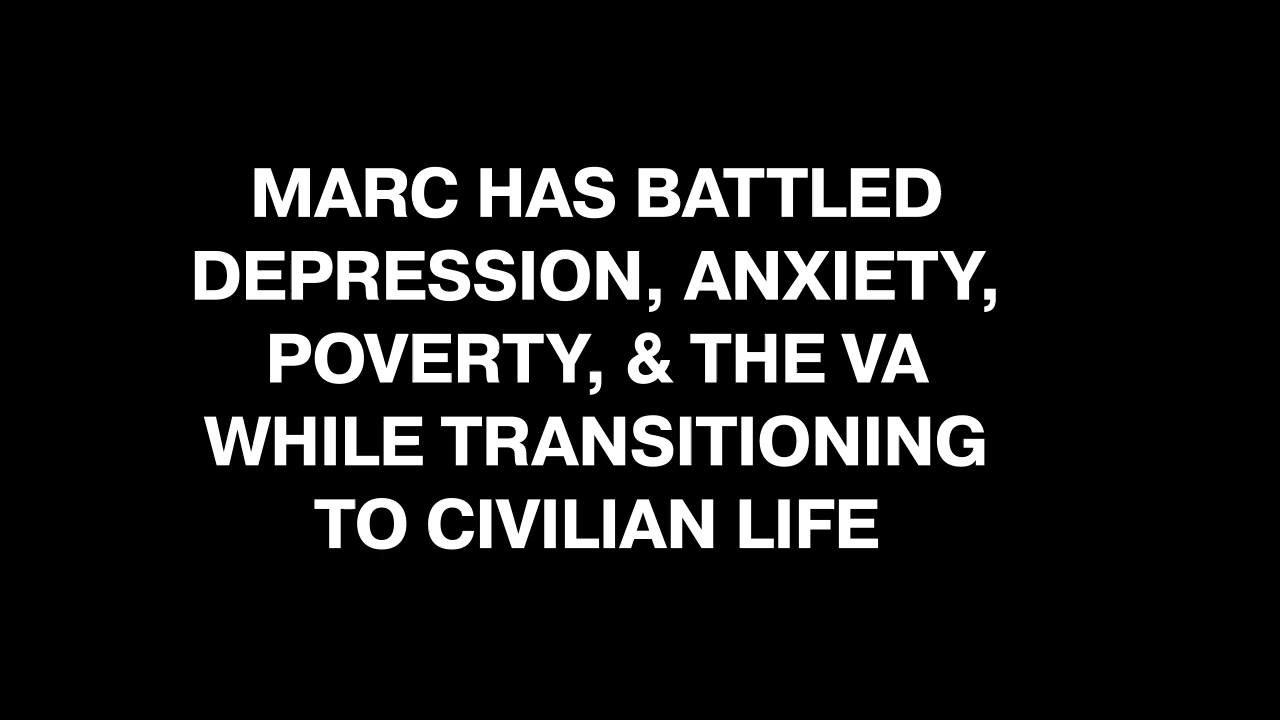 MARC HAS BATTLED
DEPRESSION, ANXIETY,
POVERTY, & THE VA
WHILE TRANSITIONING
TO CIVILIAN LIFE